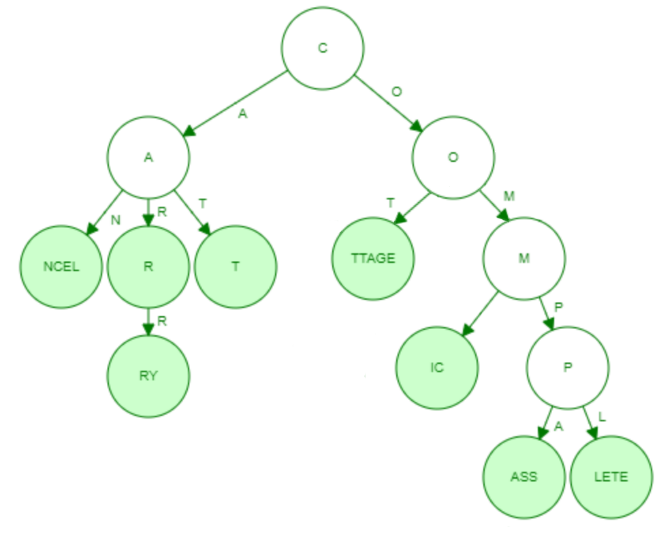 C
A O
A O
N R T T M
NCEL R T TTAGE M
R P
RY IC P
A L
ASS LETE